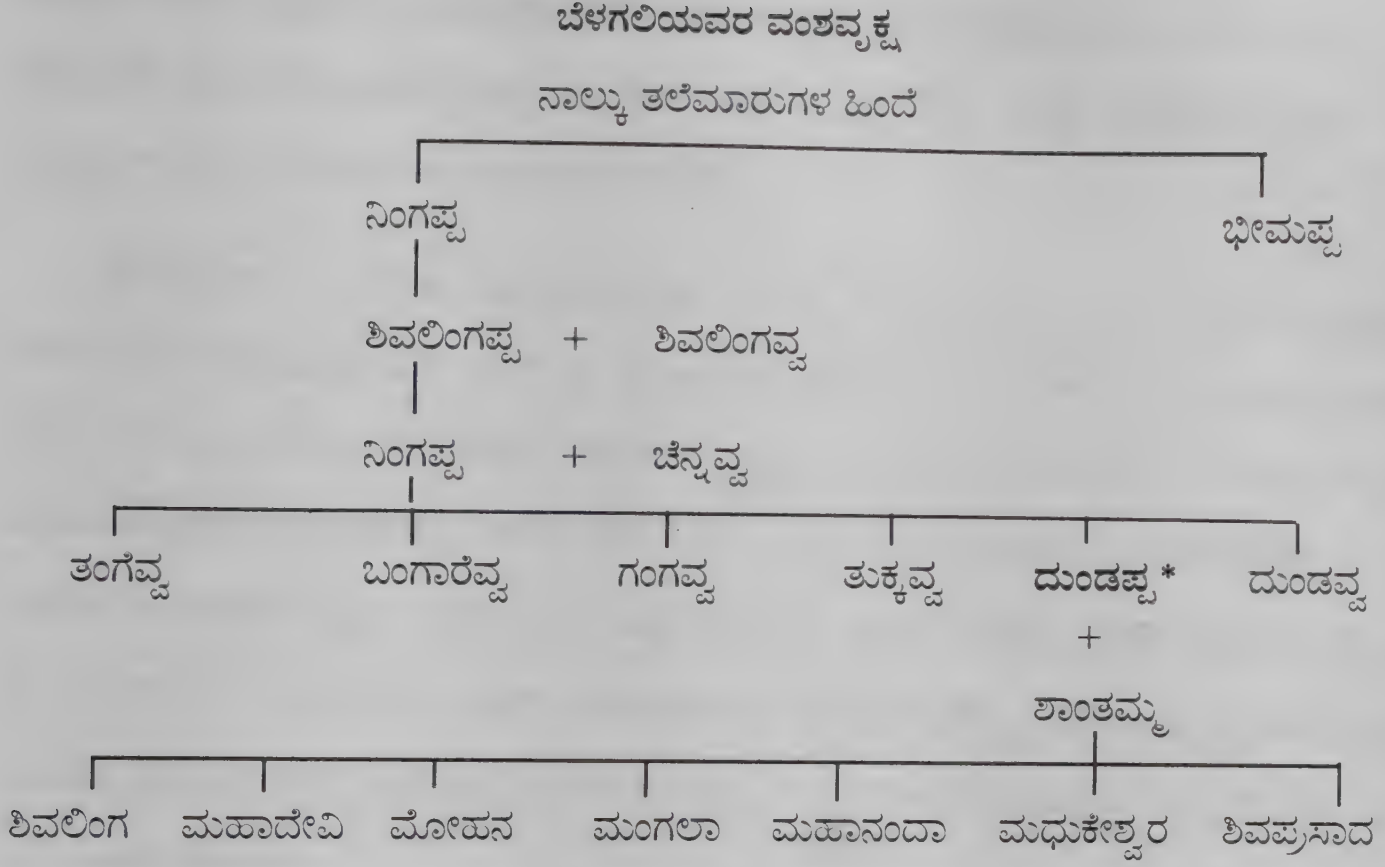 ಬೆಳಗಲಿಯವರ ವಂಶವೃಕ್ಷ
ನಾಲ್ಕು ತಲೆಮಾರುಗಳ ಹಿಂದೆ
ನಿಂಗಪ್ಪ ಭೀಮಪ್ಪ
ಶಿವಲಿಂಗಪ್ಪ + ಶಿವಲಿಂಗವ್ವ
ನಿಂಗಪ್ಪ + ಚೆನ್ನವ್ವ
ತಂಗೆವ್ವ ಬಂಗಾರೆವ್ವ ಗಂಗವ್ವ ತುಕ್ಕವ್ವ ದುಂಡಪ್ಪ* ದುಂಡವ್ವ
+
ಶಾಂತಮ್ಮ
ಶಿವಲಿಂಗ ಮಹಾದೇವಿ ಮೋಹನ ಮಂಗಲಾ ಮಹಾನಂದಾ ಮಧುಕೇಶ್ವರ ಶಿವಪ್ರಸಾದ